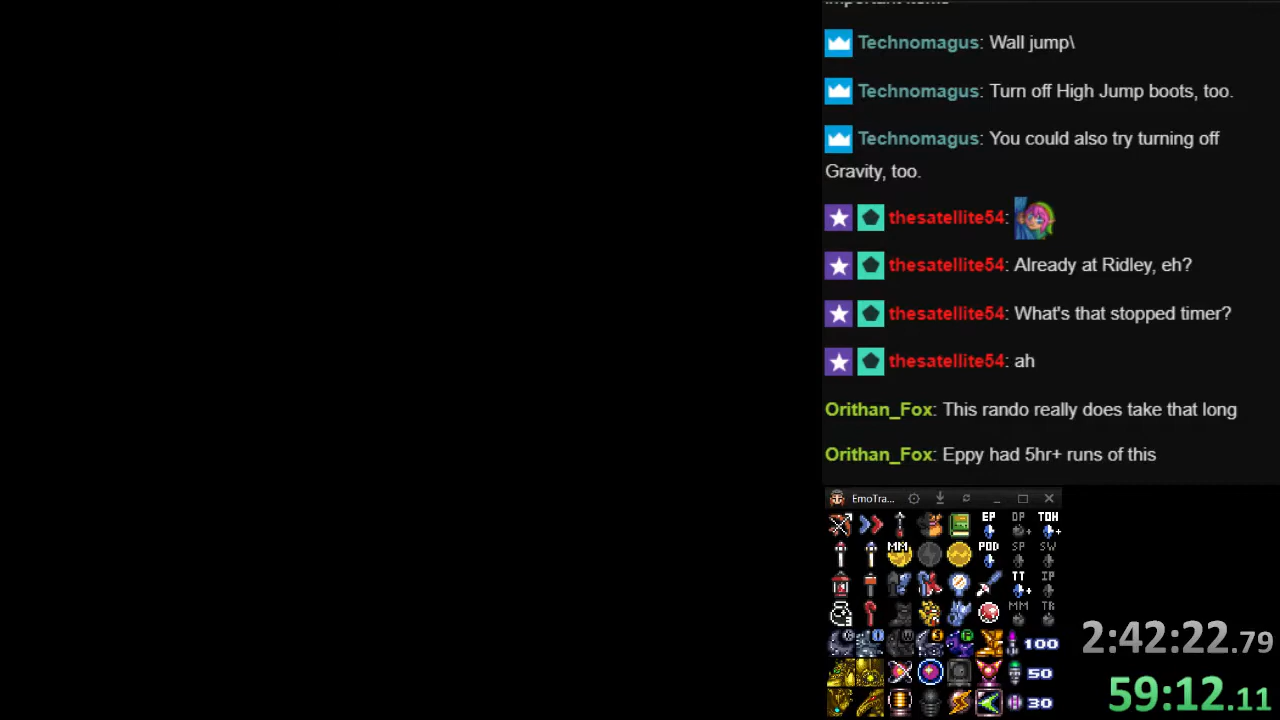 Technomagus: Wall jump\
Technomagus: Turn off High Jump boots, too.
Technomagus: You could also try turning off
Gravity, too.
thesatellite54:
thesatellite54: Already at Ridley, eh?
thesatellite54: What's that stopped timer?
thesatellite54: ah
Orithan_Fox: This rando really does take that long
Orithan_Fox: Eppy had 5hr+ runs of this
EmoTra...
EP DP TOH
MM POD SP SW
TT IP
MM TR
100
50
30
2:42:22.79
59:12.11